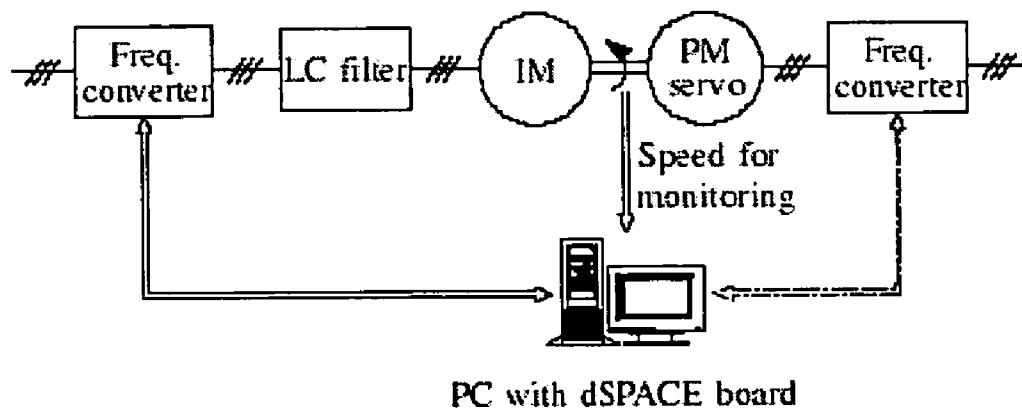 Freq.
converter
LC filter
IM
PM
servo
Freq.
converter
Speed for
monitoring
PC with dSPACE board